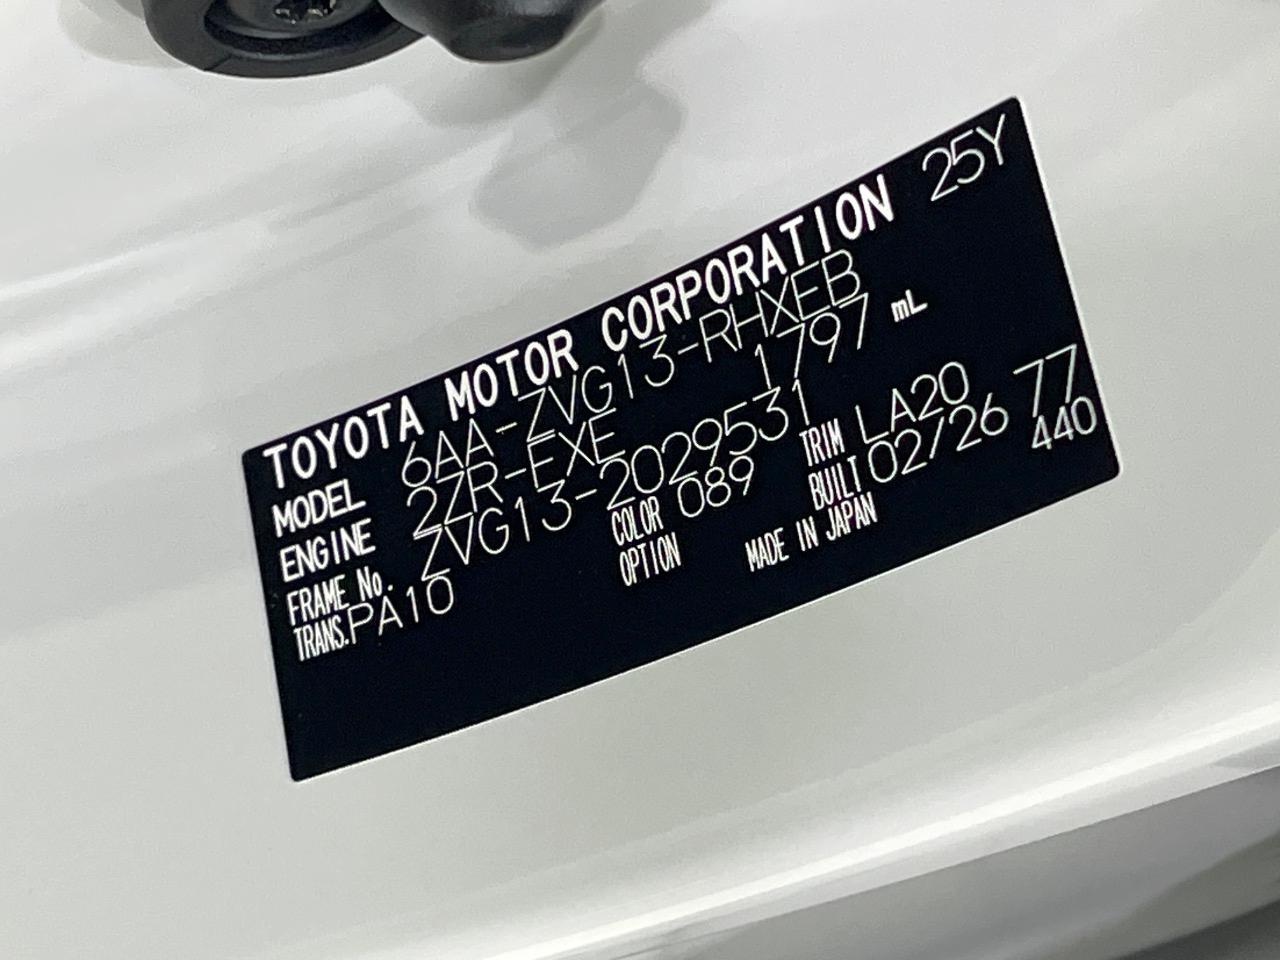 TOYOTA MOTOR CORPORATION 25Y
MODEL 6AA-ZVG13-RHXEB
ENGINE 2ZR-FXE 1797 mL
FRAME No. ZVG13-2029531
TRANS. PA10 COLOR 089 TRIM LA20 77
OPTION BUILT 02/26 440
MADE IN JAPAN